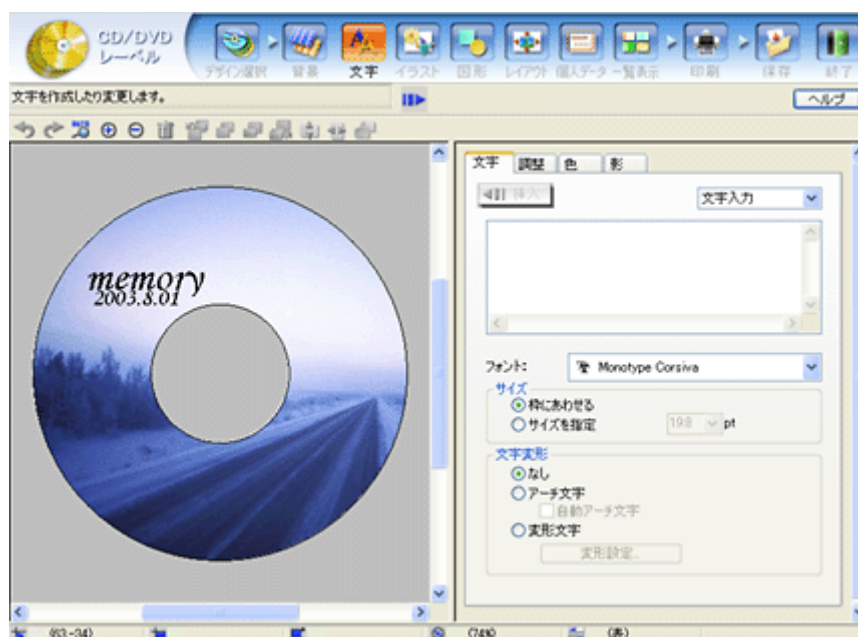 CD/DVD
レーベル
デザイン選択 背景 文字 イラスト 図形 レイアウト 個人データ 一覧表示 印刷 保存 終了
文字を作成したり変更します。
ヘルプ
文字 調整 色 影
挿入
文字入力
memory
2003.8.01
フォント:
Monotype Corsiva
サイズ
枠にあわせる
サイズを指定
19.8 pt
文字変形
なし
アーチ文字
自動アーチ文字
変形文字
変形設定...
(63,-34)
(74%)
(表)